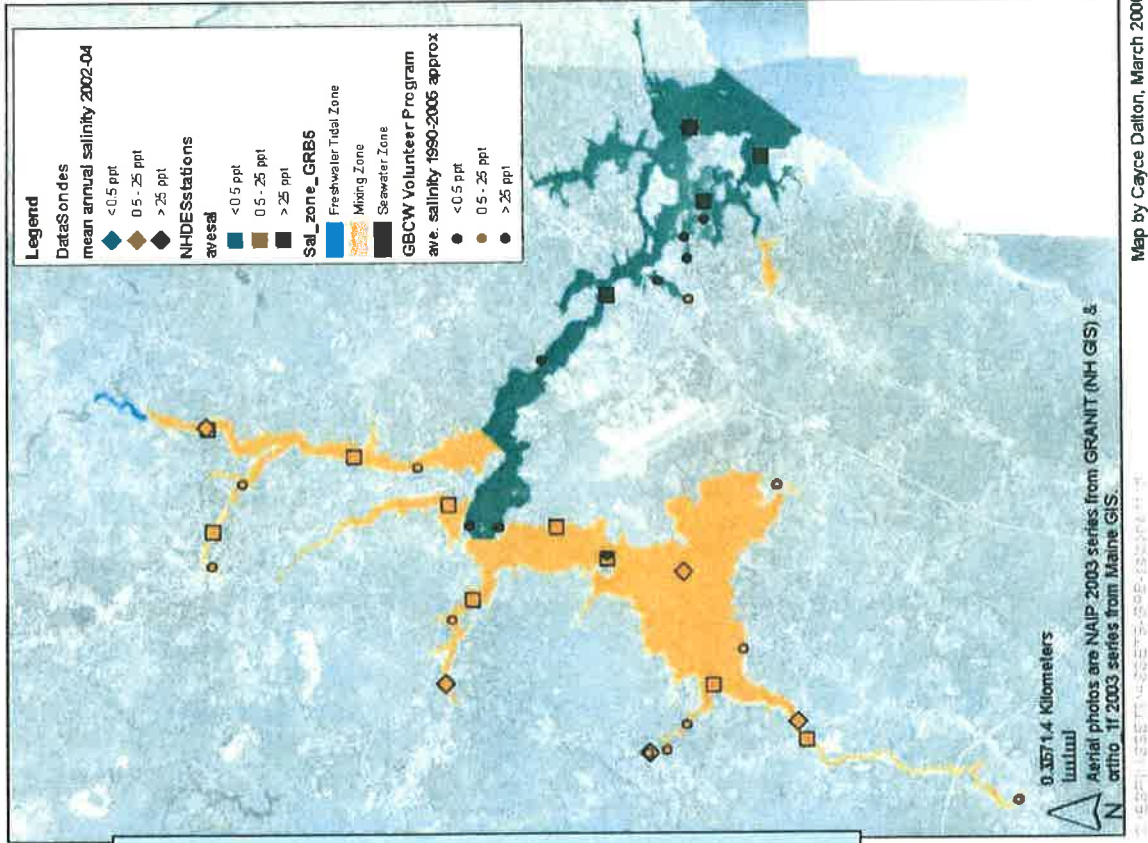 Legend
DataSondes
mean annual salinity 2002-04
<0.5 ppt
0.5 - 25 ppt
> 25 ppt
NHDESstations
avesal
<0.5 ppt
0.5 - 25 ppt
> 25 ppt
Sal_zone_GRB5
Freshwater Tidal Zone
Mixing Zone
Seawater Zone
GBCW Volunteer Program
ave. salinity 1990-2005 approx
<0.5 ppt
0.5 - 25 ppt
> 25 ppt
Kilometers
N
Aerial photos are NAIP 2003 series from GRANIT (NH GIS) &
ortho_1f 2003 series from Maine GIS.
Map by Cayce Dalton, March 2006